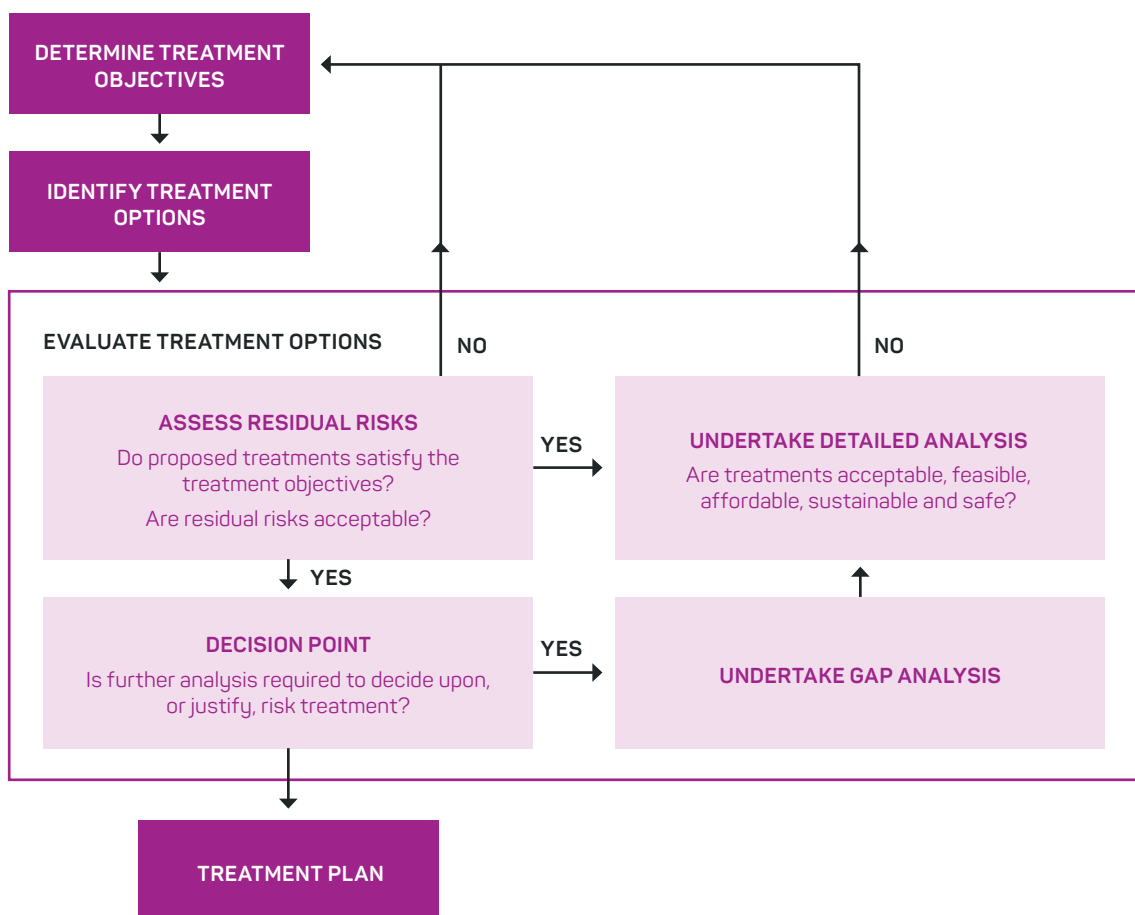 DETERMINE TREATMENT
OBJECTIVES
IDENTIFY TREATMENT
OPTIONS
EVALUATE TREATMENT OPTIONS
NO
NO
ASSESS RESIDUAL RISKS
Do proposed treatments satisfy the
treatment objectives?
Are residual risks acceptable?
YES
UNDERTAKE DETAILED ANALYSIS
Are treatments acceptable, feasible,
affordable, sustainable and safe?
YES
DECISION POINT
Is further analysis required to decide upon,
or justify, risk treatment?
YES
UNDERTAKE GAP ANALYSIS
TREATMENT PLAN